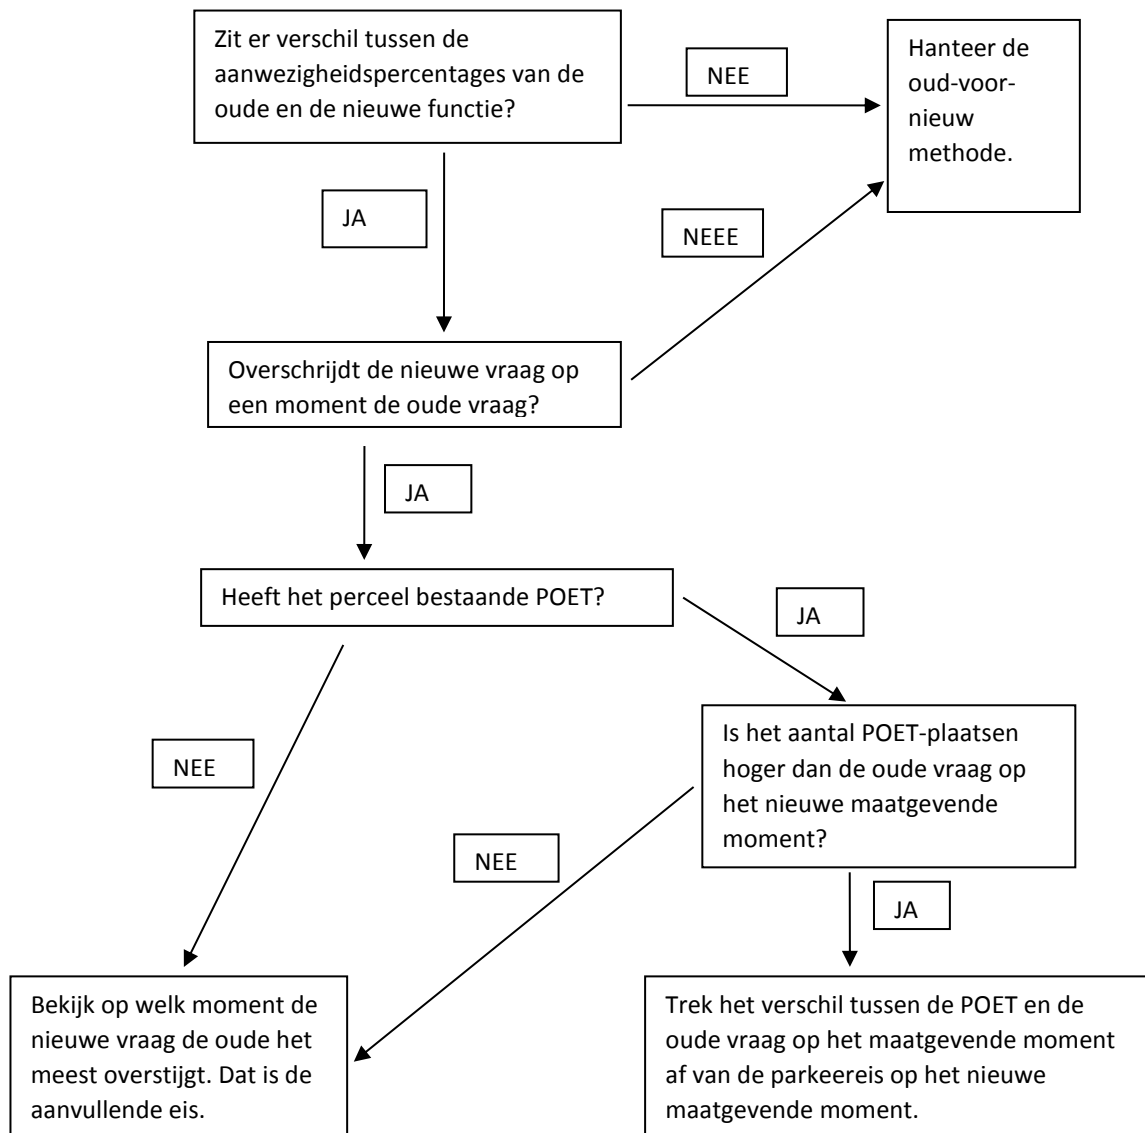 Zit er verschil tussen de
aanwezigheidspercentages van de
oude en de nieuwe functie?
NEE
Hanteer de
oud-voor-
nieuw
methode.
JA
NEEE
Overschrijdt de nieuwe vraag op
een moment de oude vraag?
JA
Heeft het perceel bestaande POET?
JA
NEE
Is het aantal POET-plaatsen
hoger dan de oude vraag op
het nieuwe maatgevende
moment?
NEE
JA
Bekijk op welk moment de
nieuwe vraag de oude het
meest overstijgt. Dat is de
aanvullende eis.
Trek het verschil tussen de POET en de
oude vraag op het maatgevende moment
af van de parkeereis op het nieuwe
maatgevende moment.